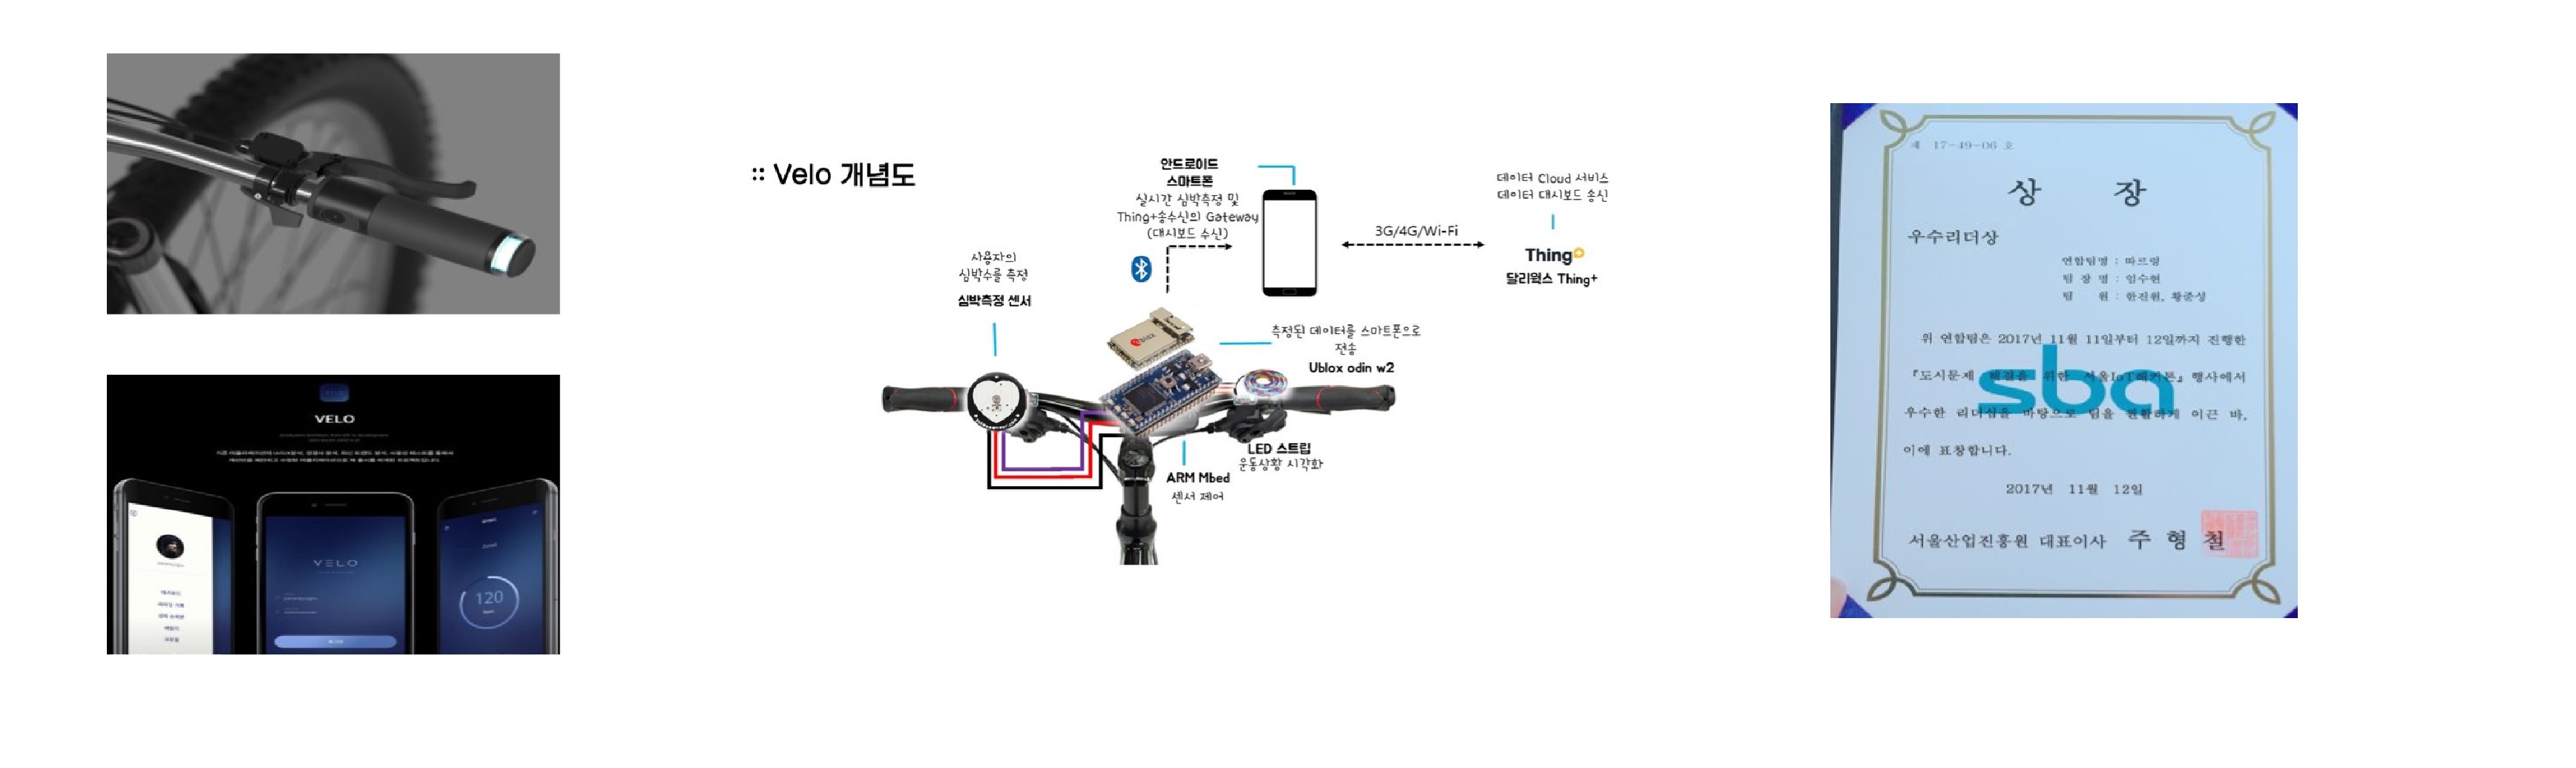 VELO
VELO
120
:: Velo 개념도
안드로이드
스마트폰
실시간 심박측정 및
Thing+송수신의 Gateway
(대시보드 수신)
사용자의
심박수를 측정
심박측정 센서
3G/4G/Wi-Fi
데이터 Cloud 서비스
데이터 대시보드 송신
Thing+
달리웍스 Thing+
측정된 데이터를 스마트폰으로
전송
Ublox odin w2
LED 스트립
운동상황 시각화
ARM Mbed
센서 제어
제 17-49-06 호
상 장
우수리더상
연합팀명 : 따르릉
팀 장 명 : 임수현
팀 원 : 한진원, 황준성
위 연합팀은 2017년 11월 11일부터 12일까지 진행한
『도시문제 해결을 위한 서울IoT해커톤』 행사에서
sba
우수한 리더십을 바탕으로 팀을 원활하게 이끈 바,
이에 표창합니다.
2017년 11월 12일
서울산업진흥원 대표이사 주 형 철